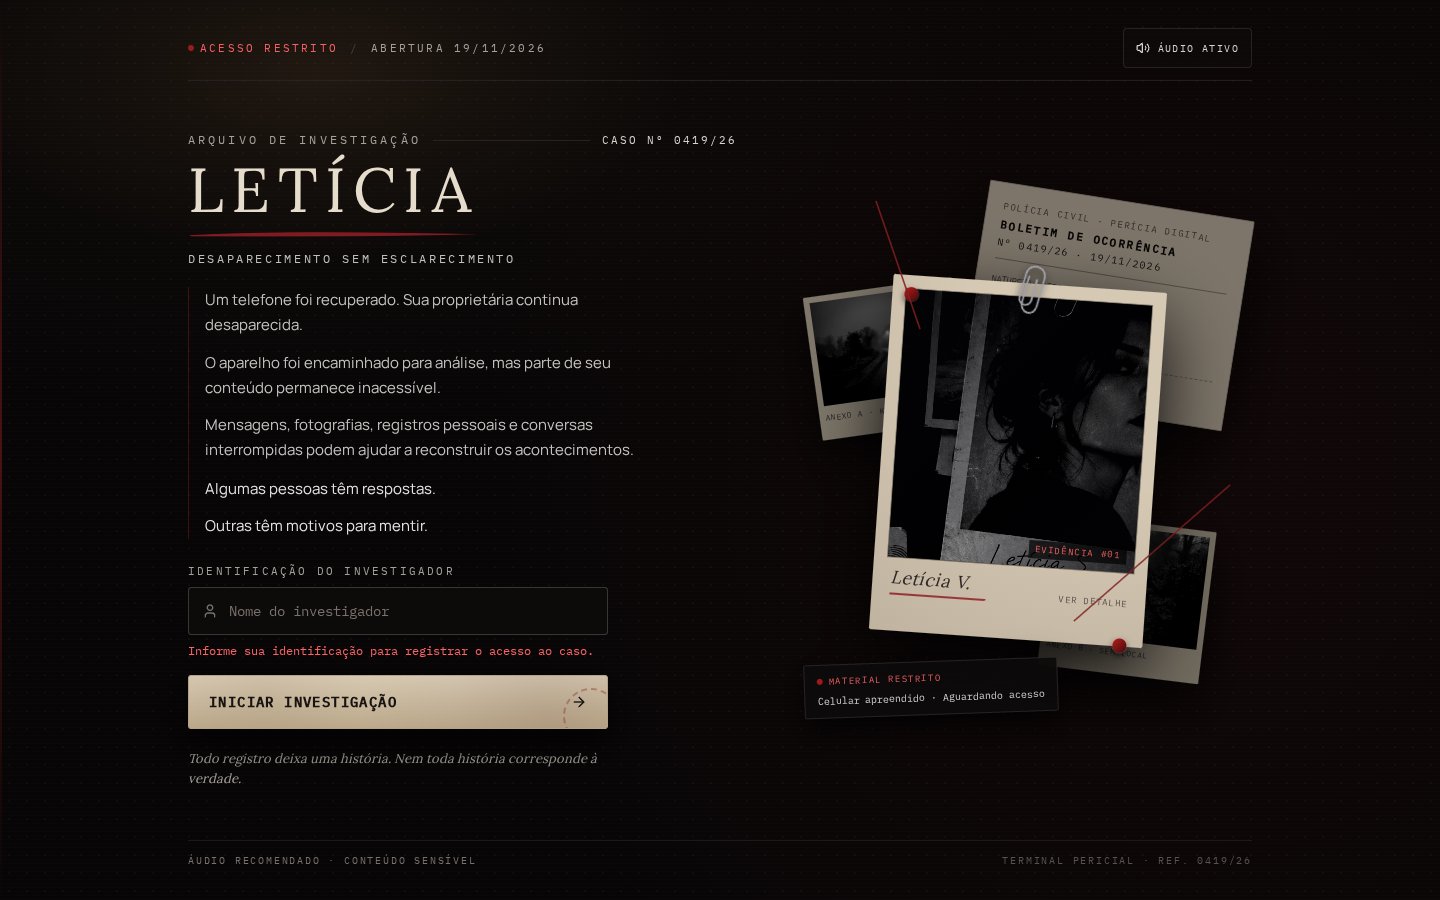 ACESSO RESTRITO / ABERTURA 19/11/2026
ÁUDIO ATIVO
ARQUIVO DE INVESTIGAÇÃO
CASO Nº 0419/26
LETÍCIA
DESAPARECIMENTO SEM ESCLARECIMENTO
Um telefone foi recuperado. Sua proprietária continua
desaparecida.
O aparelho foi encaminhado para análise, mas parte de seu
conteúdo permanece inacessível.
Mensagens, fotografias, registros pessoais e conversas
interrompidas podem ajudar a reconstruir os acontecimentos.
Algumas pessoas têm respostas.
Outras têm motivos para mentir.
IDENTIFICAÇÃO DO INVESTIGADOR
Nome do investigador
Informe sua identificação para registrar o acesso ao caso.
INICIAR INVESTIGAÇÃO
Todo registro deixa uma história. Nem toda história corresponde à
verdade.
POLÍCIA CIVIL · PERÍCIA DIGITAL
BOLETIM DE OCORRÊNCIA
Nº 0419/26 · 19/11/2026
ANEXO A ·
EVIDÊNCIA #01
Letícia
Letícia V.
VER DETALHE
ANEXO B · SEM LOCAL
MATERIAL RESTRITO
Celular apreendido · Aguardando acesso
ÁUDIO RECOMENDADO · CONTEÚDO SENSÍVEL
TERMINAL PERICIAL · REF. 0419/26